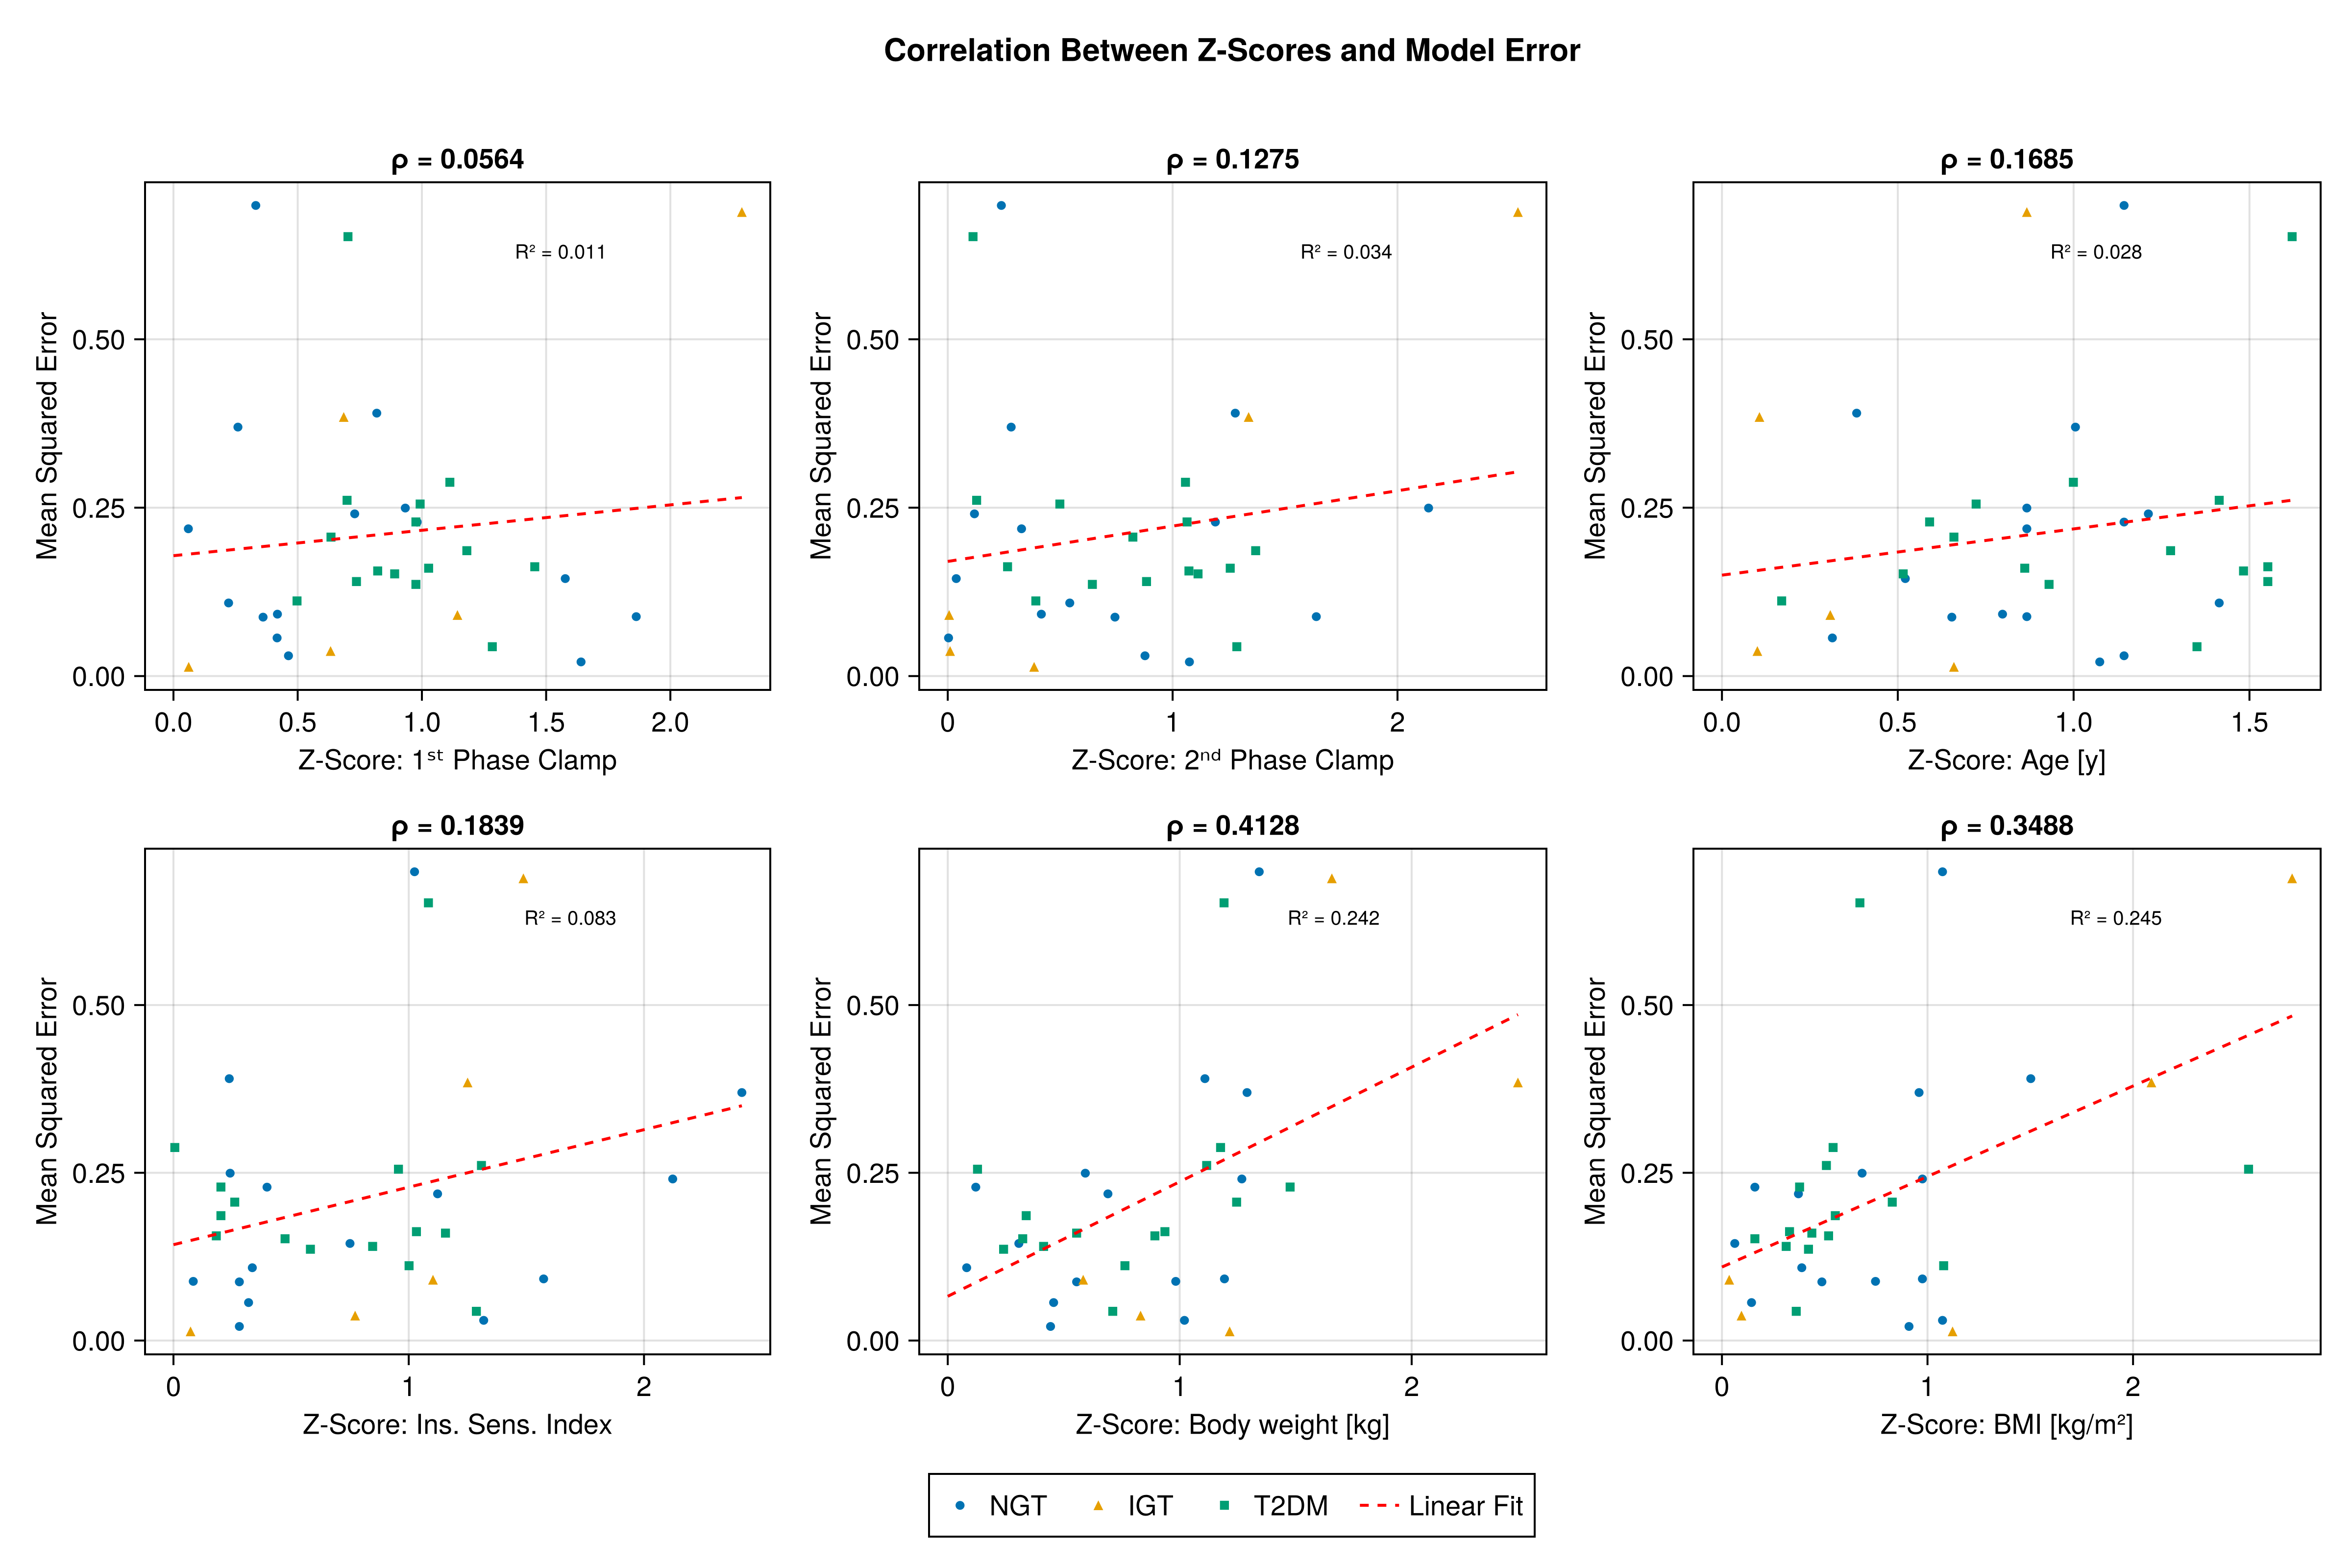 Correlation Between Z-Scores and Model Error
ρ = 0.0564
R² = 0.011
Mean Squared Error
0.50
0.25
0.00
0.0 0.5 1.0 1.5 2.0
Z-Score: 1ˢᵗ Phase Clamp
ρ = 0.1275
R² = 0.034
Mean Squared Error
0.50
0.25
0.00
0 1 2
Z-Score: 2ⁿᵈ Phase Clamp
ρ = 0.1685
R² = 0.028
Mean Squared Error
0.50
0.25
0.00
0.0 0.5 1.0 1.5
Z-Score: Age [y]
ρ = 0.1839
R² = 0.083
Mean Squared Error
0.50
0.25
0.00
0 1 2
Z-Score: Ins. Sens. Index
ρ = 0.4128
R² = 0.242
Mean Squared Error
0.50
0.25
0.00
0 1 2
Z-Score: Body weight [kg]
ρ = 0.3488
R² = 0.245
Mean Squared Error
0.50
0.25
0.00
0 1 2
Z-Score: BMI [kg/m²]
NGT IGT T2DM Linear Fit